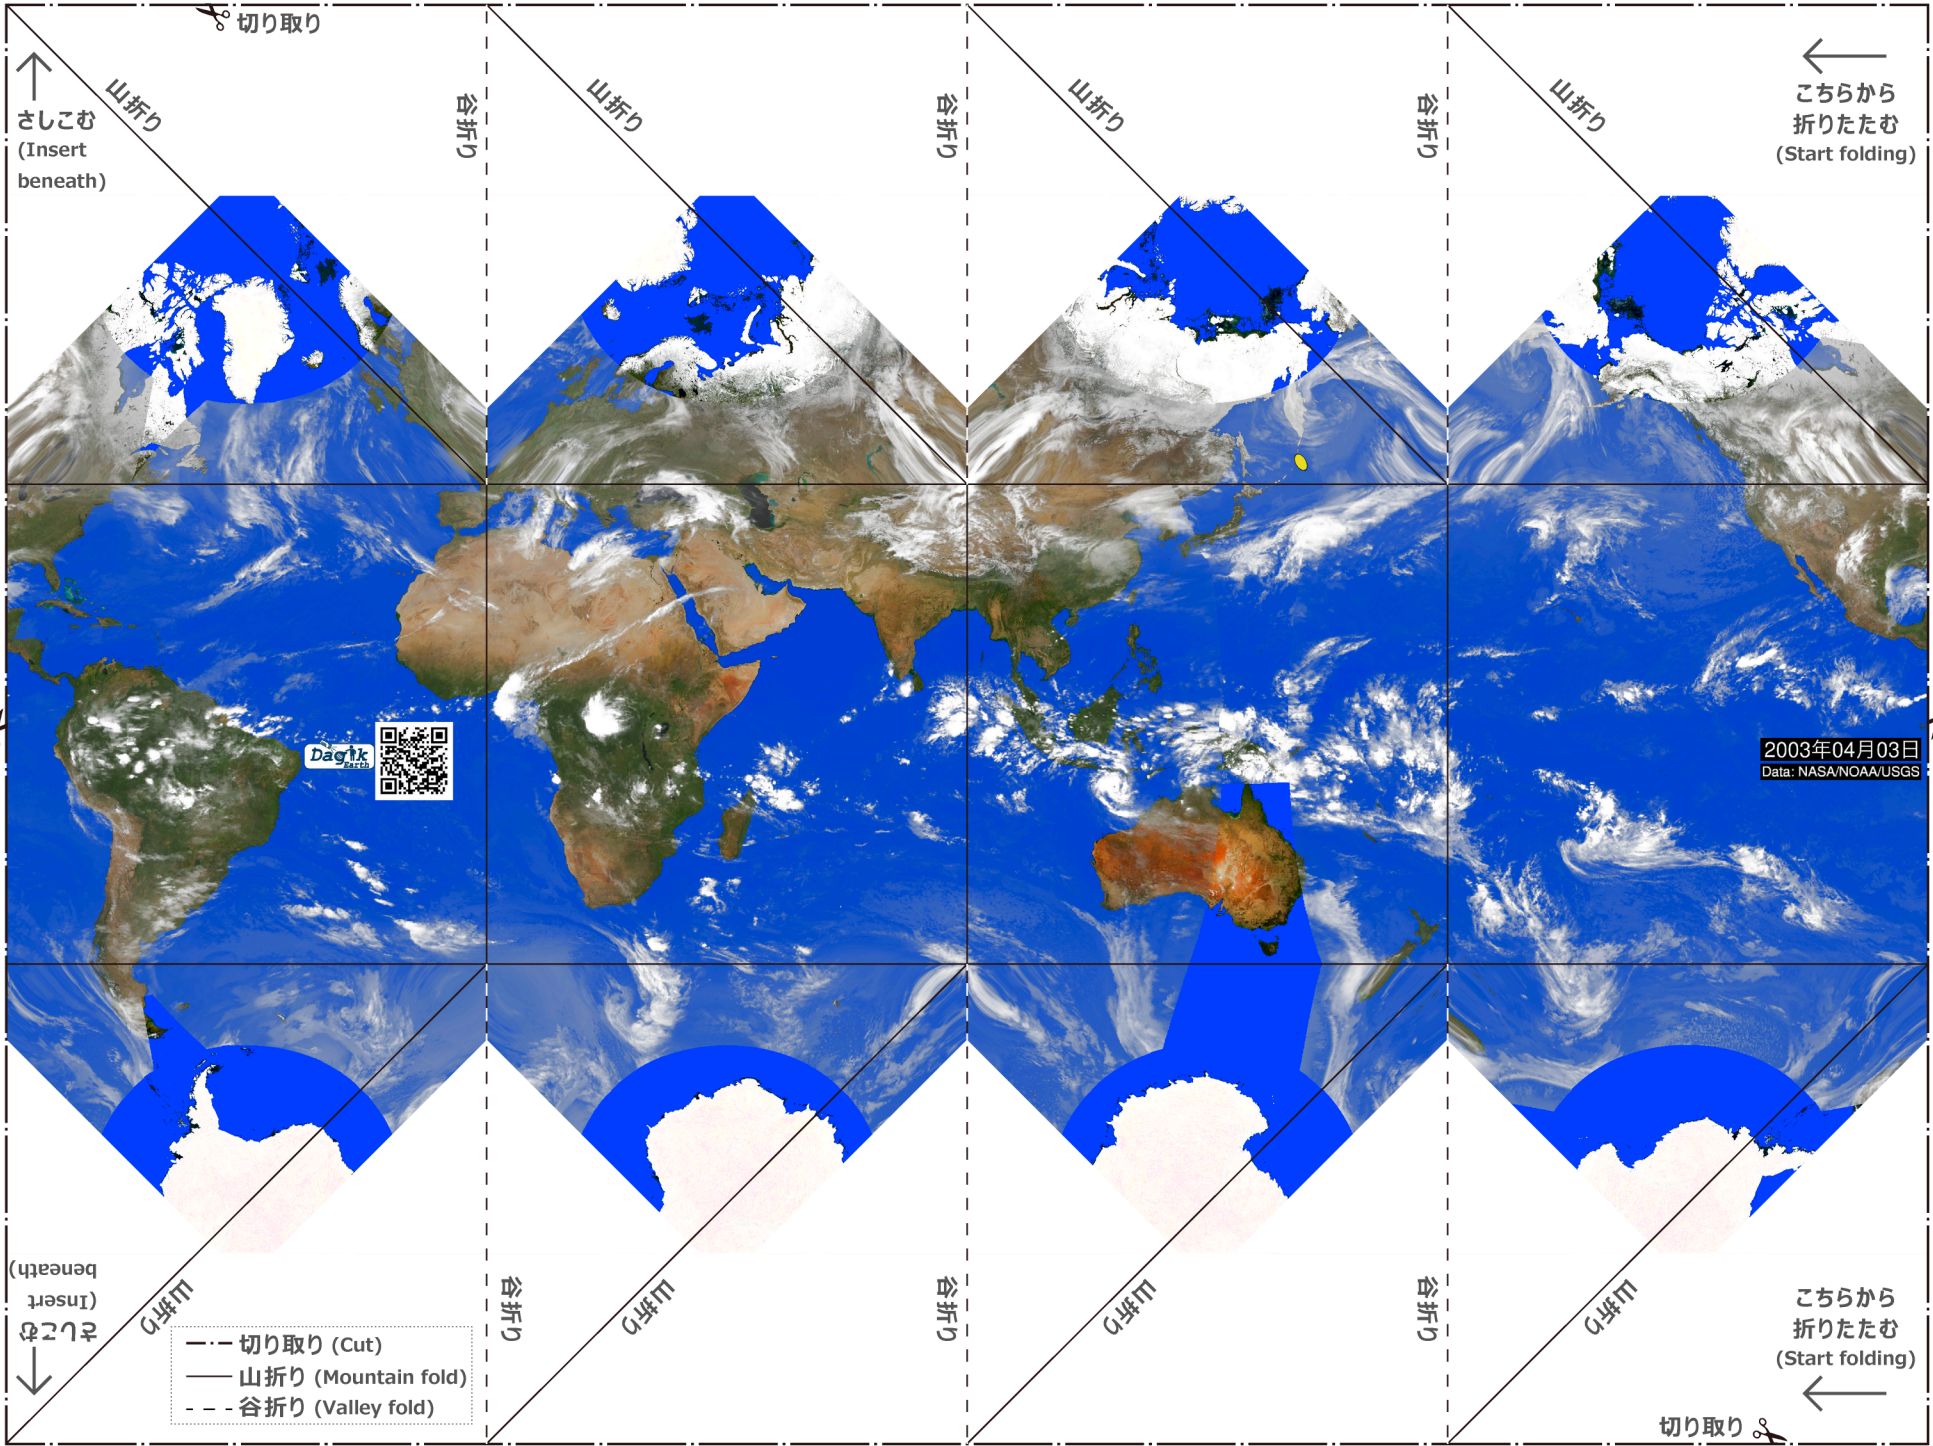 切り取り
山折り
谷折り
山折り
谷折り
山折り
谷折り
山折り
こちらから
折りたたむ
(Start folding)
さしこむ
(Insert
beneath)
Dagik
Earth
2003年04月03日
Data: NASA/NOAA/USGS
さしこむ
(Insert
beneath)
山折り
谷折り
山折り
谷折り
山折り
谷折り
山折り
こちらから
折りたたむ
(Start folding)
切り取り (Cut)
山折り (Mountain fold)
谷折り (Valley fold)
切り取り